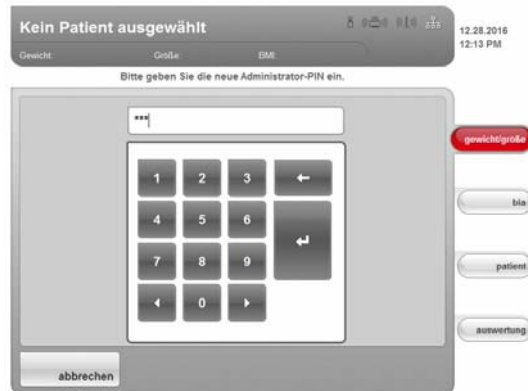 Kein Patient ausgewählt
Gewicht: Größe: BMI:
12.28.2016
12:13 PM
Bitte geben Sie die neue Administrator-PIN ein.
***
1 2 3
4 5 6
7 8 9
0
gewicht/größe
bia
patient
auswertung
abbrechen